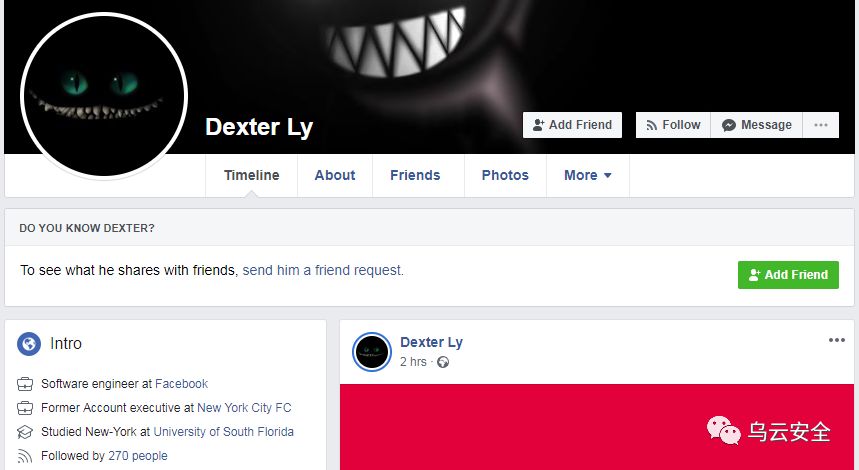 Dexter Ly
Add Friend
Follow
Message
Timeline
About
Friends
Photos
More
DO YOU KNOW DEXTER?
To see what he shares with friends, send him a friend request.
Add Friend
Intro
Software engineer at Facebook
Former Account executive at New York City FC
Studied New-York at University of South Florida
Followed by 270 people
Dexter Ly
2 hrs ·
乌云安全